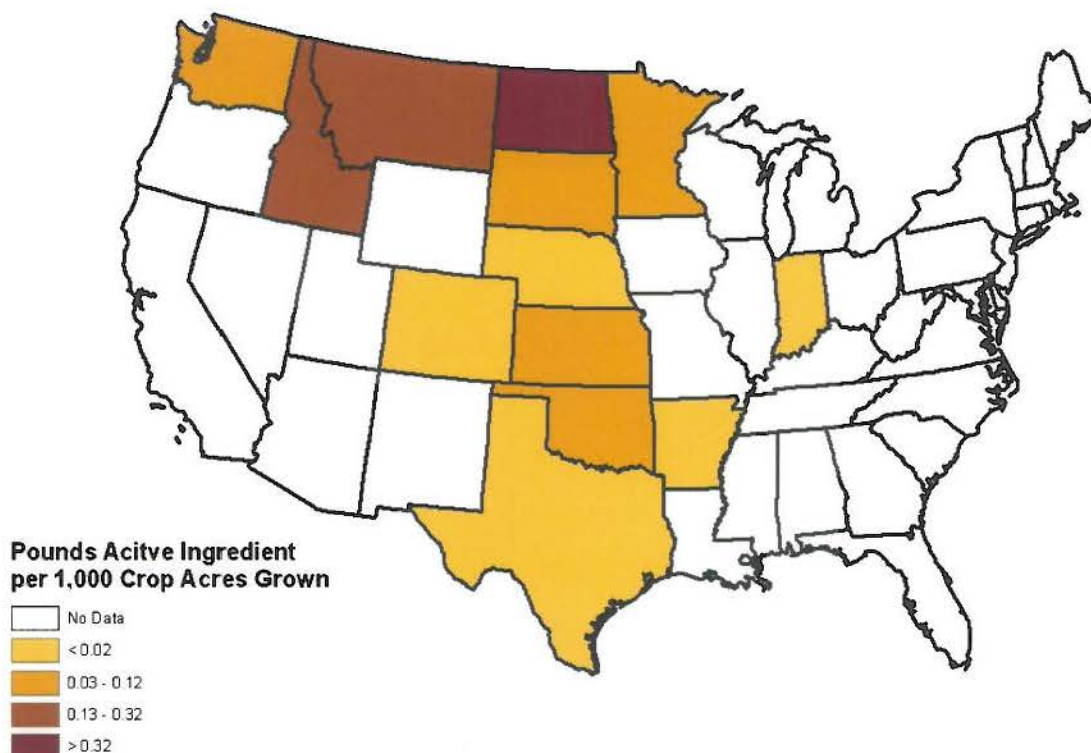 Pounds Acitve Ingredient
per 1,000 Crop Acres Grown
No Data
<0.02
0.03 - 0.12
0.13 - 0.32
>0.32